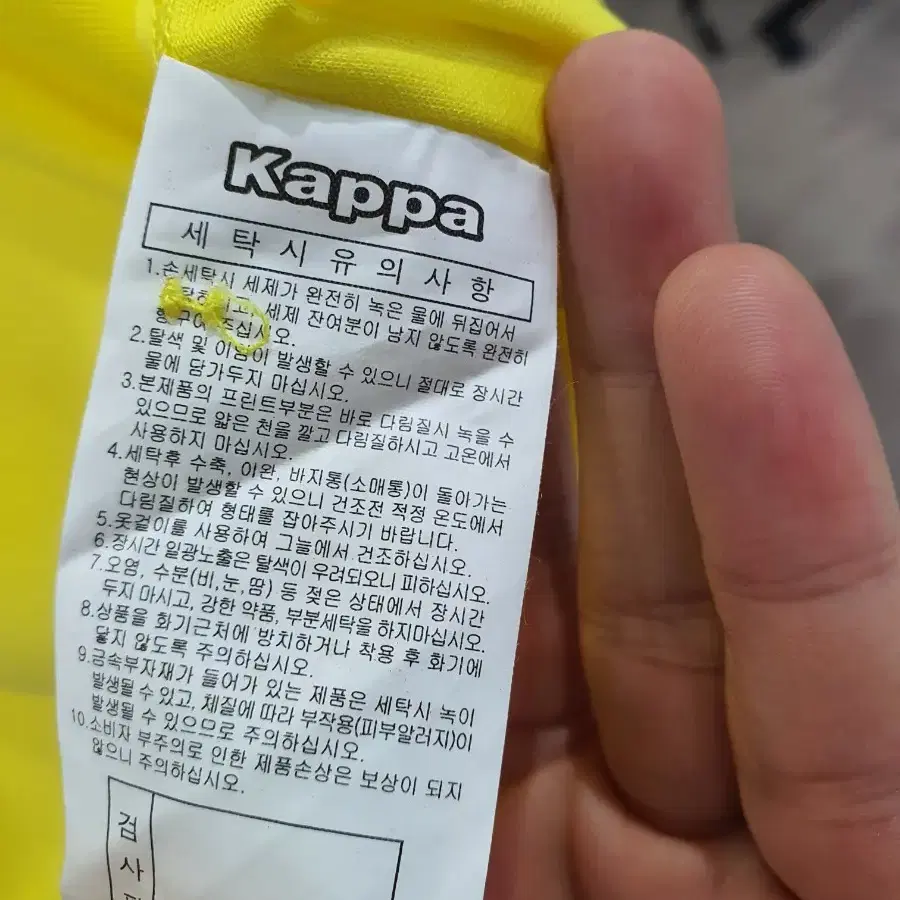 Kappa
세탁시유의사항
1.손세탁시 세제가 완전히 녹은 물에 뒤집어서
세제 잔여분이 남지 않도록 완전히
주십시오.
2.탈색 및 이염이 발생할 수 있으니 절대로 장시간
물에 담가두지 마십시오.
3.본제품의 프린트부분은 바로 다림질시 녹을 수
있으므로 얇은 천을 깔고 다림질하시고 고온에서
사용하지 마십시오.
4.세탁후 수축, 이완, 바지통(소매통)이 돌아가는
현상이 발생할 수 있으니 건조전 적정 온도에서
다림질하여 형태를 잡아주시기 바랍니다.
5.옷걸이를 사용하여 그늘에서 건조하십시오.
6.장시간 일광노출은 탈색이 우려되오니 피하십시오.
7.오염, 수분(비,눈,땀) 등 젖은 상태에서 장시간
두지 마시고, 강한 약품, 부분세탁을 하지마십시오.
8.상품을 화기근처에 방치하거나 착용 후 화기에
닿지 않도록 주의하십시오.
9.금속부자재가 들어가 있는 제품은 세탁시 녹이
발생될 수 있고, 체질에 따라 부작용(피부알러지)이
발생될 수 있으므로 주의하십시오.
10.소비자 부주의로 인한 제품손상은 보상이 되지
않으니 주의하십시오.
검
사